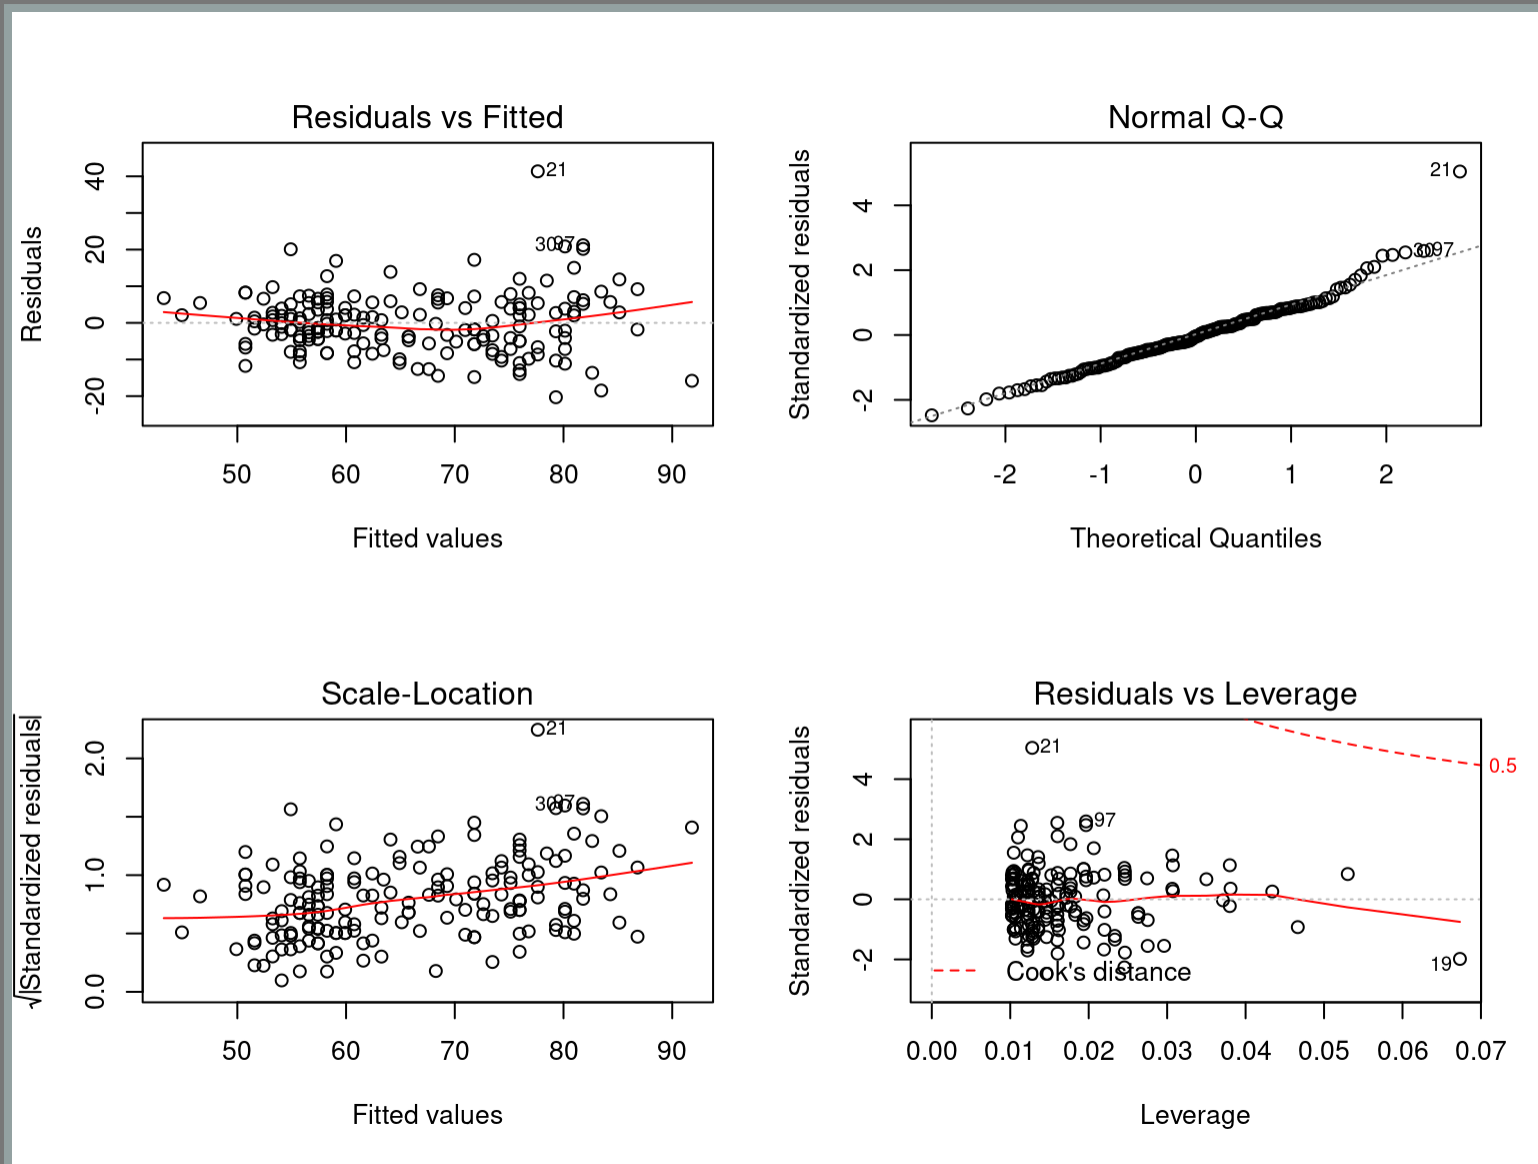 Residuals vs Fitted
Residuals
40
20
0
-20
21
30
97
50 60 70 80 90
Fitted values
Normal Q-Q
Standardized residuals
4
2
0
-2
21
30
97
-2 -1 0 1 2
Theoretical Quantiles
Scale-Location
√|Standardized residuals|
2.0
1.0
0.0
21
30
97
50 60 70 80 90
Fitted values
Residuals vs Leverage
Standardized residuals
4
2
0
-2
21
97
19
0.5
Cook's distance
0.00 0.01 0.02 0.03 0.04 0.05 0.06 0.07
Leverage